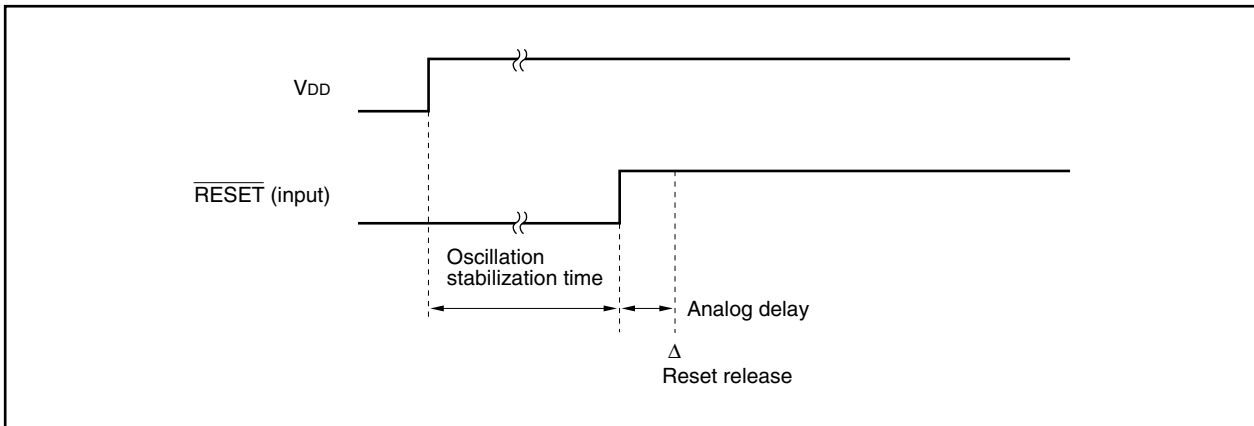 VDD
RESET (input)
Oscillation
stabilization time
Analog delay
Δ
Reset release